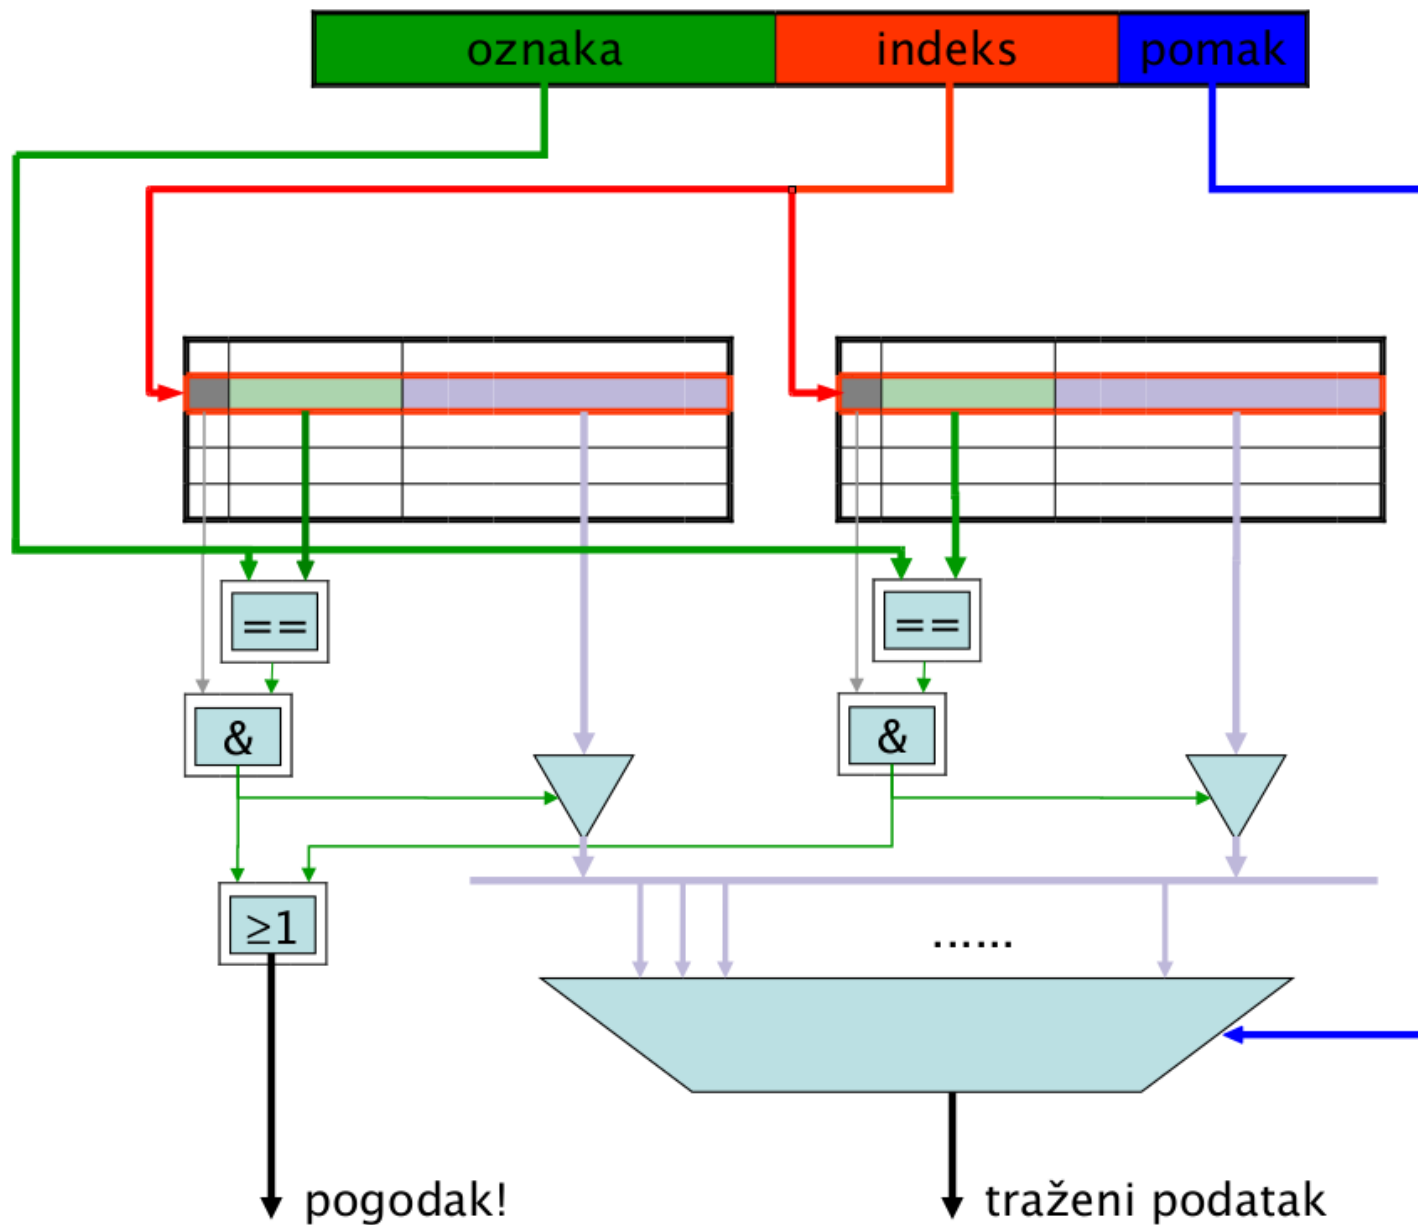 oznaka indeks pomak
== ==
& &
≥1
......
pogodak! traženi podatak